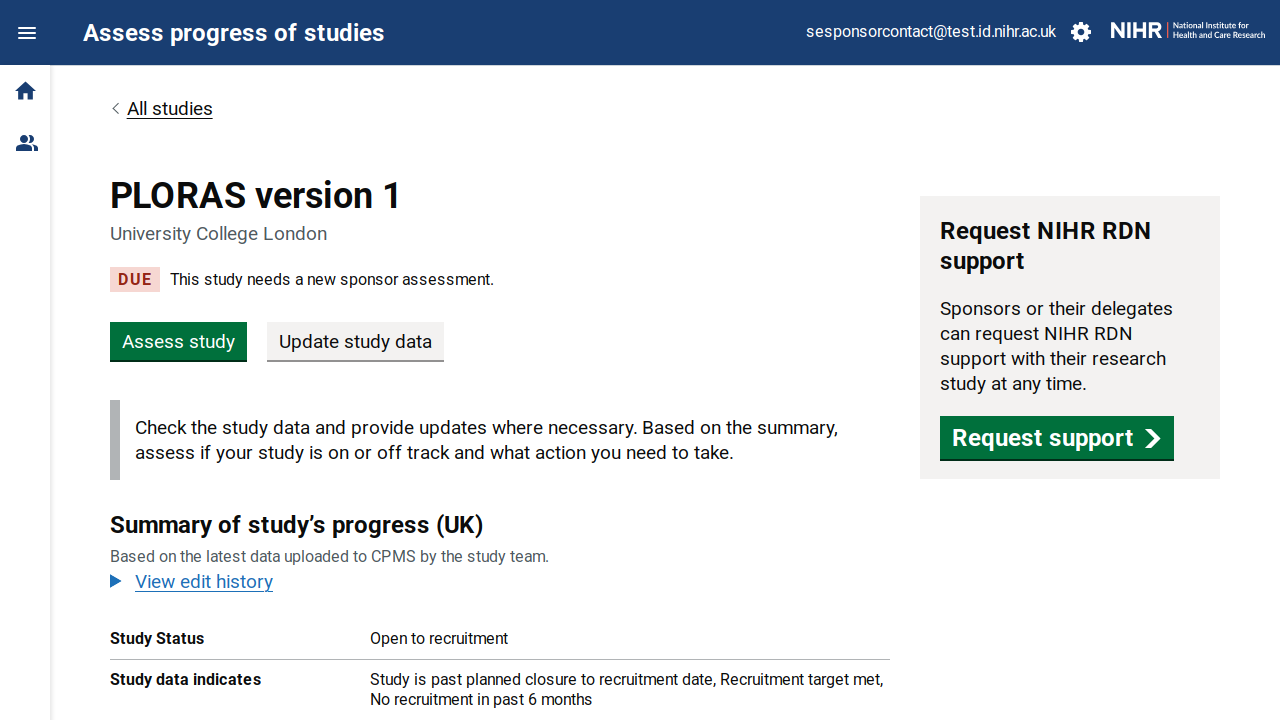 Assess progress of studies
sesponsorcontact@test.id.nihr.ac.uk
NIHR
National Institute for
Health and Care Research
All studies
PLORAS version 1
University College London
DUE
This study needs a new sponsor assessment.
Assess study
Update study data
Check the study data and provide updates where necessary. Based on the summary,
assess if your study is on or off track and what action you need to take.
Summary of study’s progress (UK)
Based on the latest data uploaded to CPMS by the study team.
View edit history
Study Status
Open to recruitment
Study data indicates
Study is past planned closure to recruitment date, Recruitment target met,
No recruitment in past 6 months
Request NIHR RDN
support
Sponsors or their delegates
can request NIHR RDN
support with their research
study at any time.
Request support